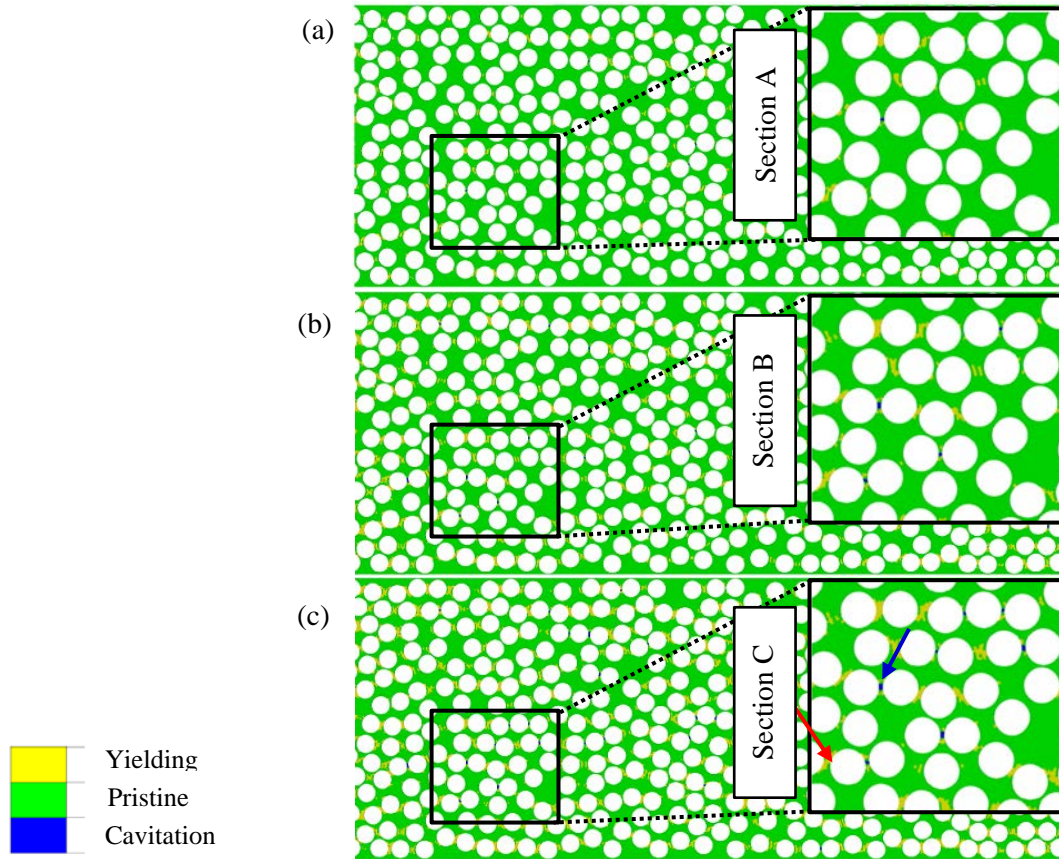 (a)
Section A
(b)
Section B
(c)
Section C
Yielding
Pristine
Cavitation